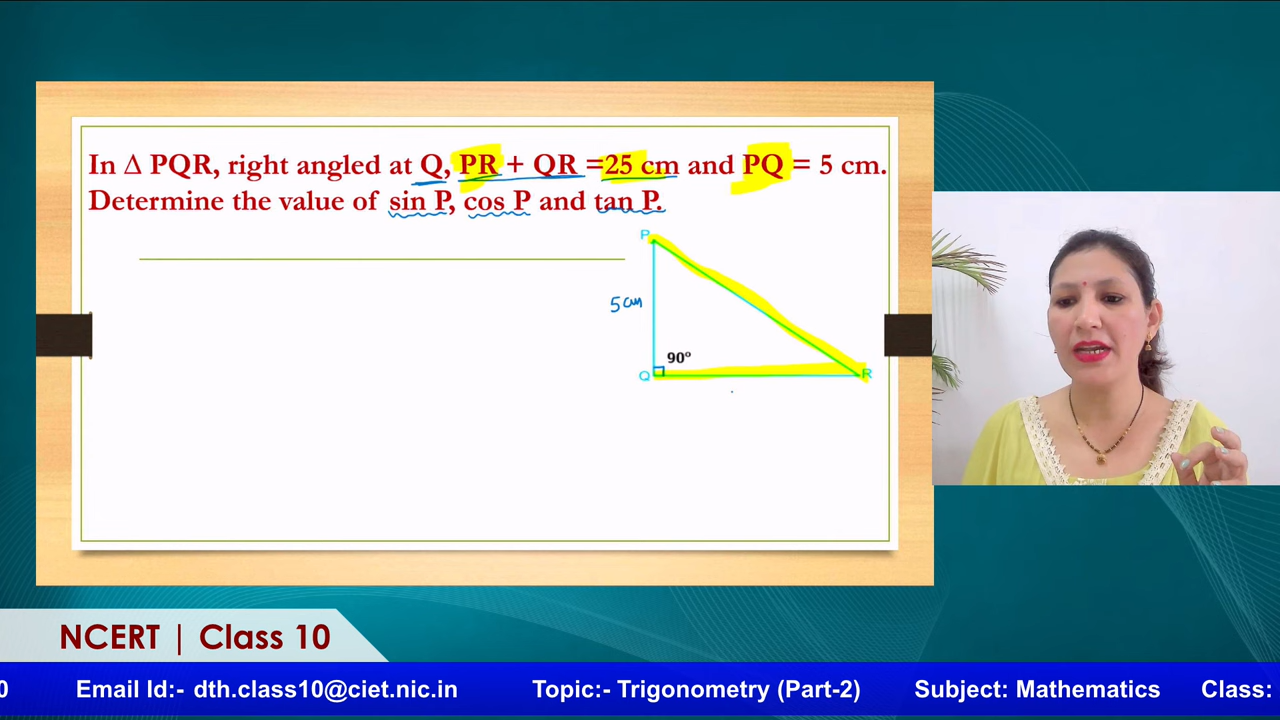 In Δ PQR, right angled at Q, PR + QR =25 cm and PQ = 5 cm.
Determine the value of sin P, cos P and tan P.
P
5 cm
90°
Q
R
NCERT | Class 10
0 Email Id:- dth.class10@ciet.nic.in Topic:- Trigonometry (Part-2) Subject: Mathematics Class: